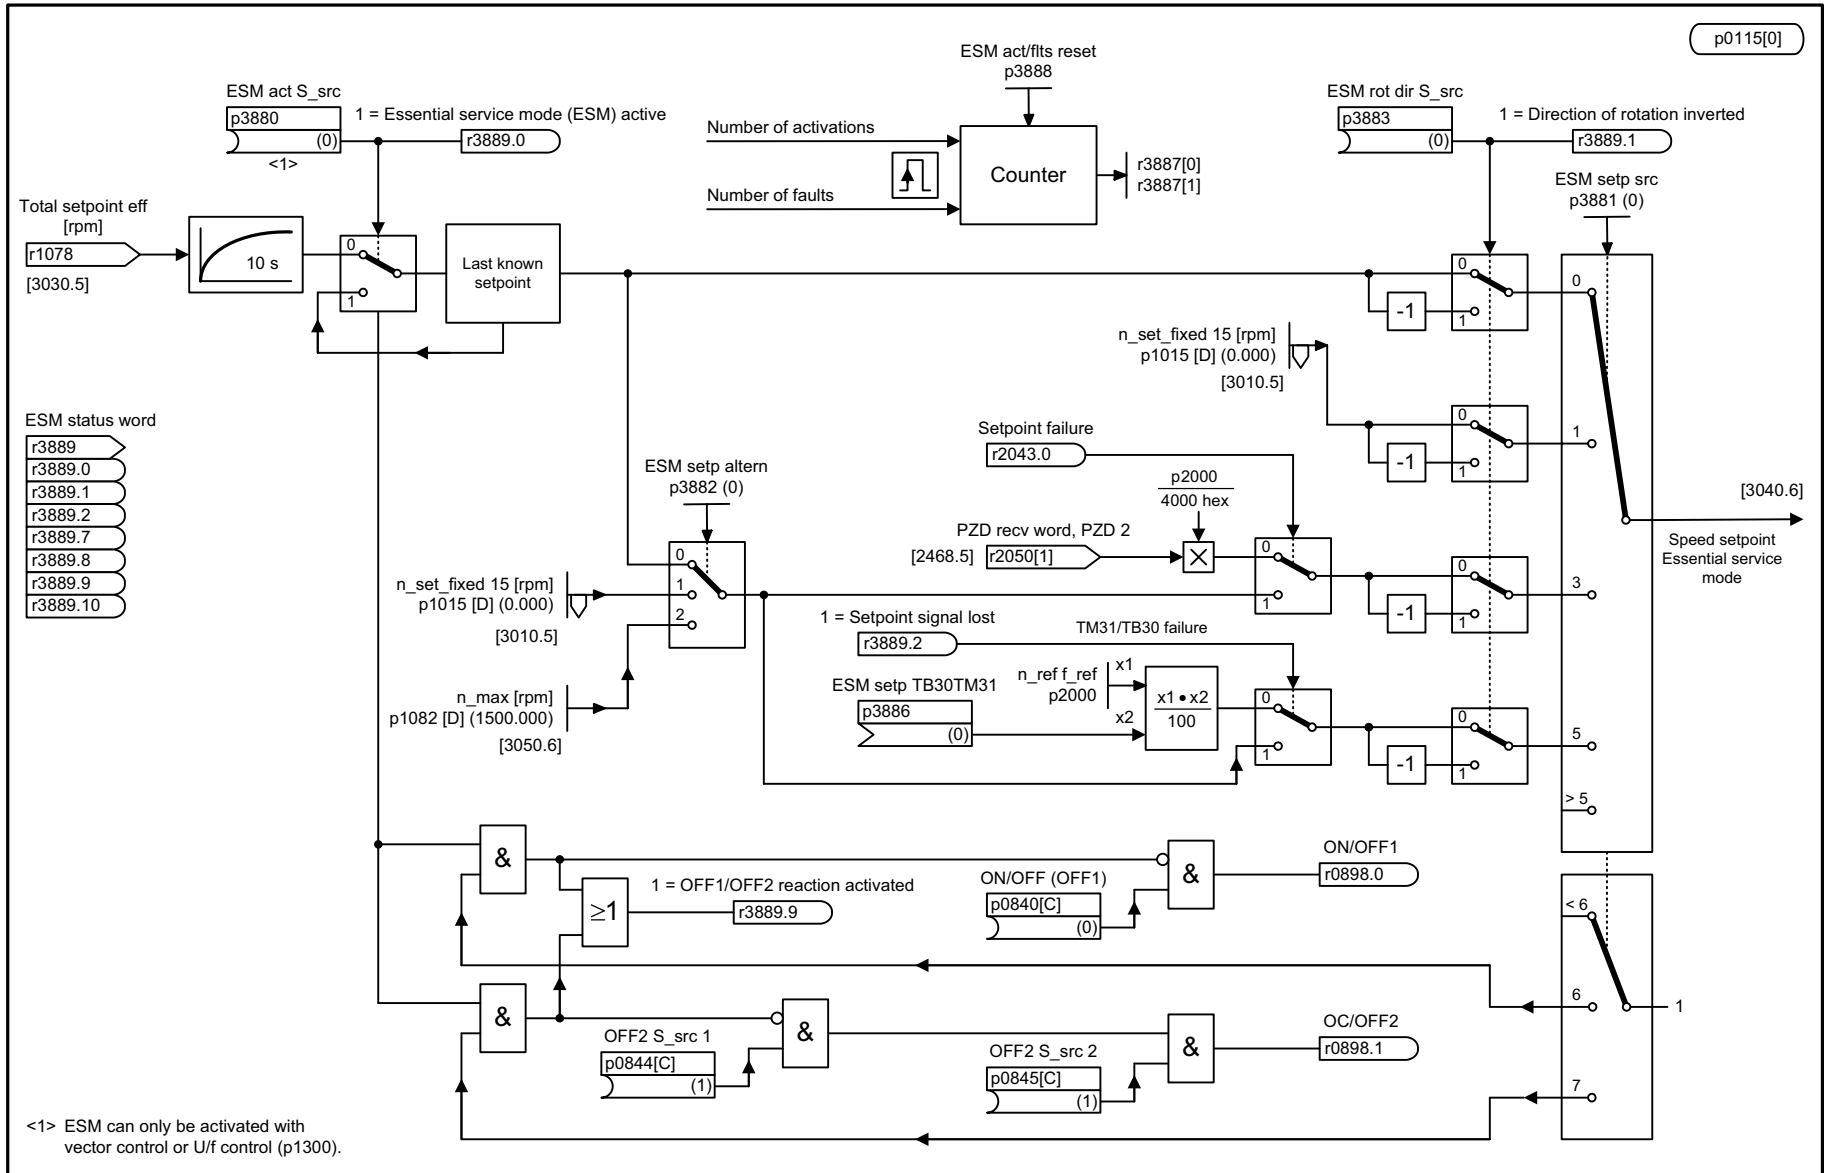 p0115[0]
ESM act/flts reset
p3888
ESM act S_src
p3880
(0)
<1>
1 = Essential service mode (ESM) active
r3889.0
Number of activations
Number of faults
Counter
r3887[0]
r3887[1]
ESM rot dir S_src
p3883
(0)
1 = Direction of rotation inverted
r3889.1
ESM setp src
p3881 (0)
Total setpoint eff
[rpm]
r1078
[3030.5]
10 s
0
1
Last known
setpoint
0
-1
1
0
n_set_fixed 15 [rpm]
p1015 [D] (0.000)
[3010.5]
0
-1
1
1
ESM status word
r3889
r3889.0
r3889.1
r3889.2
r3889.7
r3889.8
r3889.9
r3889.10
Setpoint failure
r2043.0
p2000
4000 hex
PZD recv word, PZD 2
[2468.5]
r2050[1]
0
1
0
-1
1
3
[3040.6]
Speed setpoint
Essential service
mode
ESM setp altern
p3882 (0)
0
1
2
n_set_fixed 15 [rpm]
p1015 [D] (0.000)
[3010.5]
n_max [rpm]
p1082 [D] (1500.000)
[3050.6]
1 = Setpoint signal lost
r3889.2
TM31/TB30 failure
n_ref f_ref
p2000
x1
x2
ESM setp TB30TM31
p3886
(0)
x1 • x2
100
0
1
0
-1
1
5
> 5
&
≥1
1 = OFF1/OFF2 reaction activated
r3889.9
ON/OFF (OFF1)
p0840[C]
(0)
&
ON/OFF1
r0898.0
< 6
6
7
1
&
OFF2 S_src 1
p0844[C]
(1)
&
OFF2 S_src 2
p0845[C]
(1)
&
OC/OFF2
r0898.1
<1> ESM can only be activated with
vector control or U/f control (p1300).